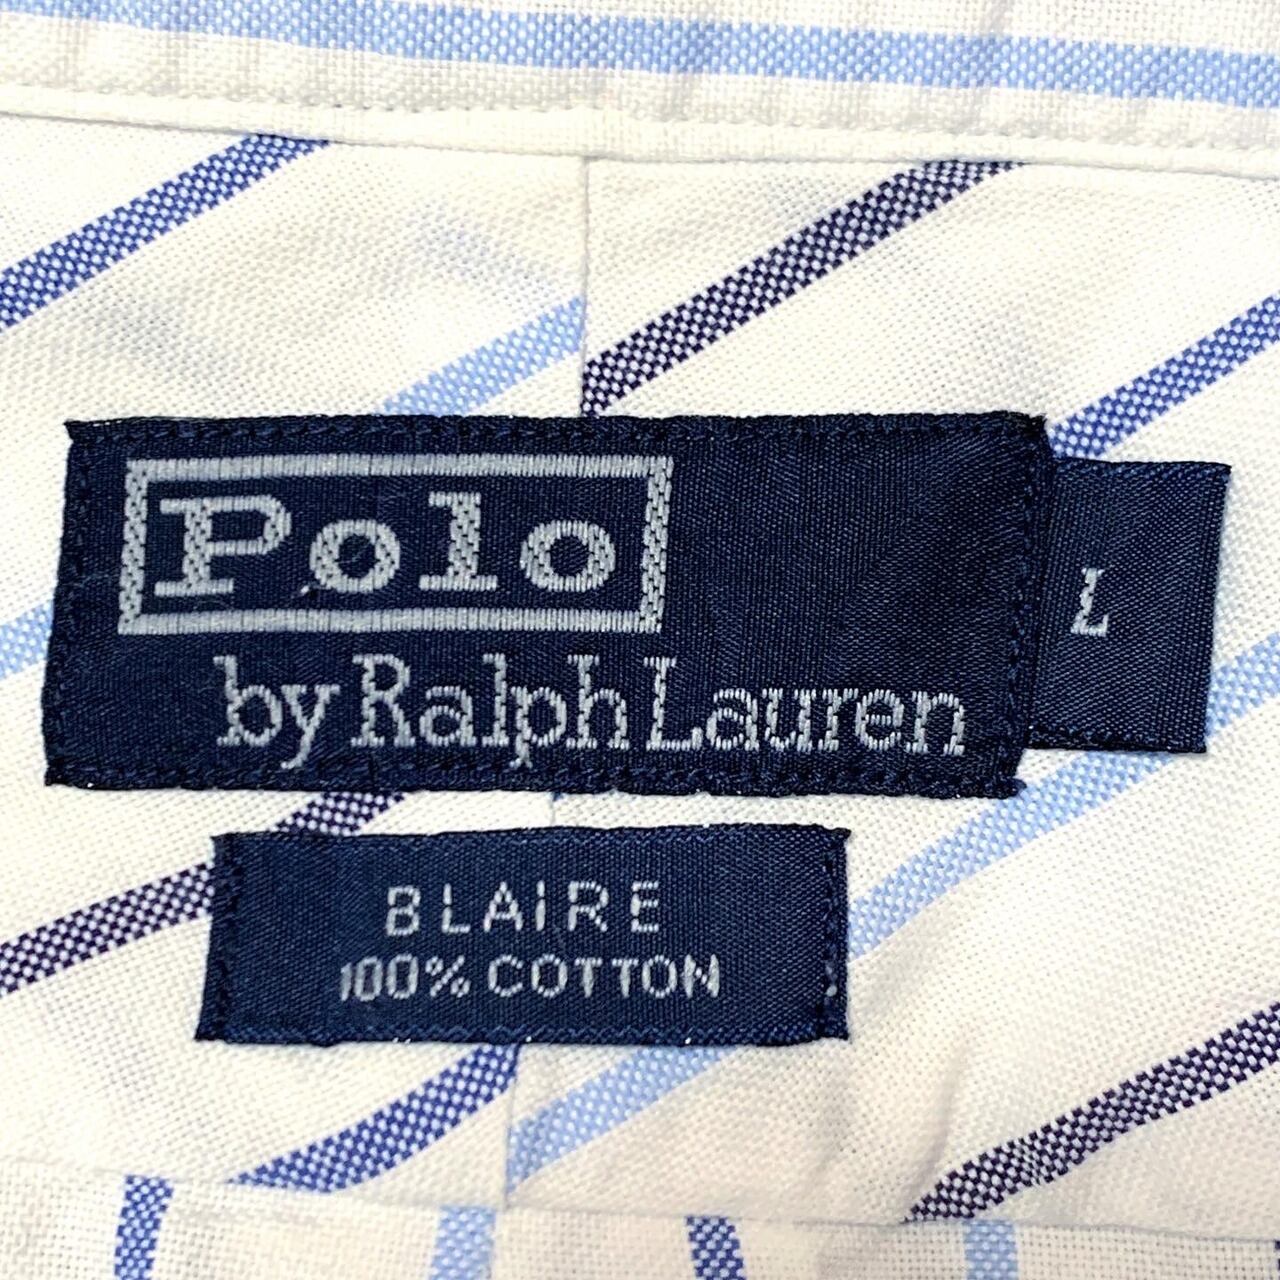 Polo
by Ralph Lauren
L
BLAIRE
100% COTTON